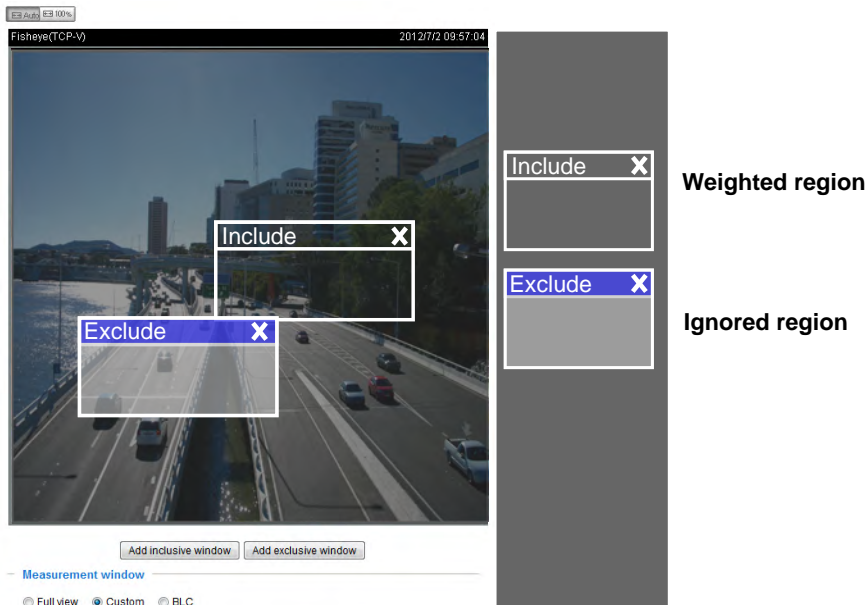 Auto 100%
Fisheye(TCP-V) 2012/7/2 09:57:04
Include X
Weighted region
Include X
Exclude X
Ignored region
Exclude X
Add inclusive window Add exclusive window
Measurement window
Full view Custom BLC